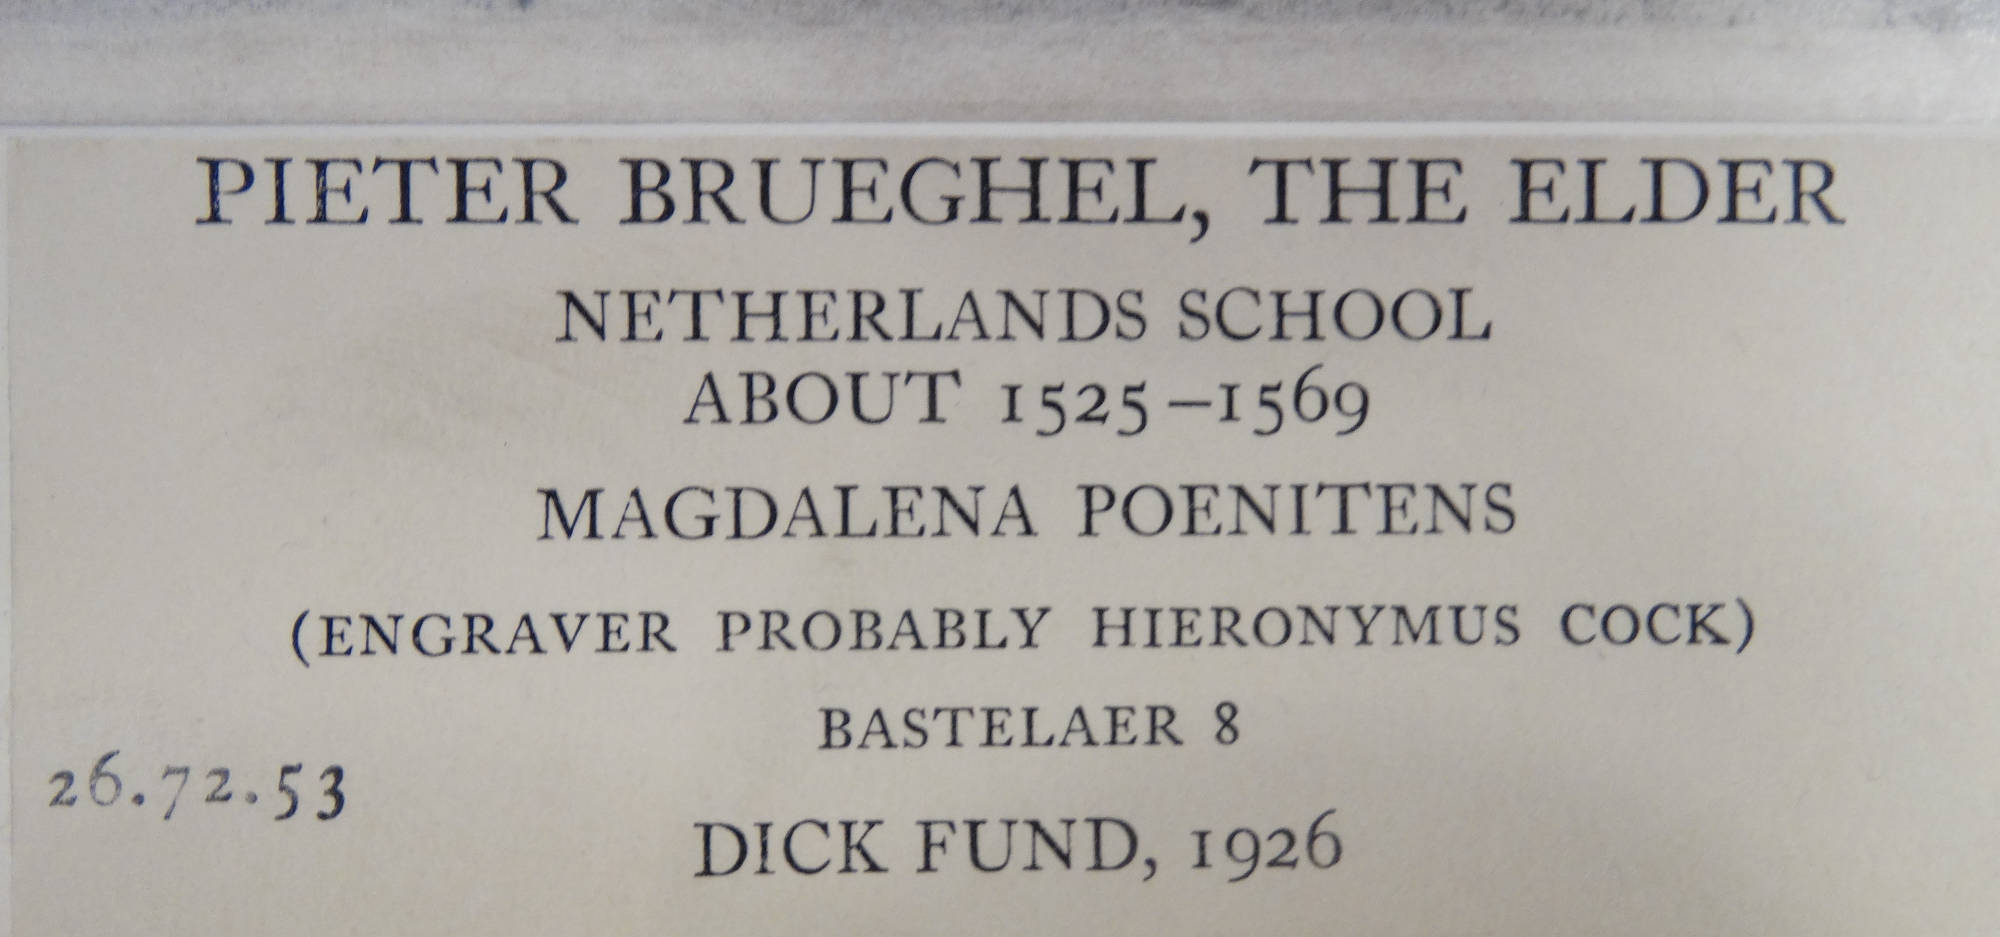 PIETER BRUEGHEL, THE ELDER
NETHERLANDS SCHOOL
ABOUT 1525–1569
MAGDALENA POENITENS
(ENGRAVER PROBABLY HIERONYMUS COCK)
BASTELAER 8
26.72.53
DICK FUND, 1926